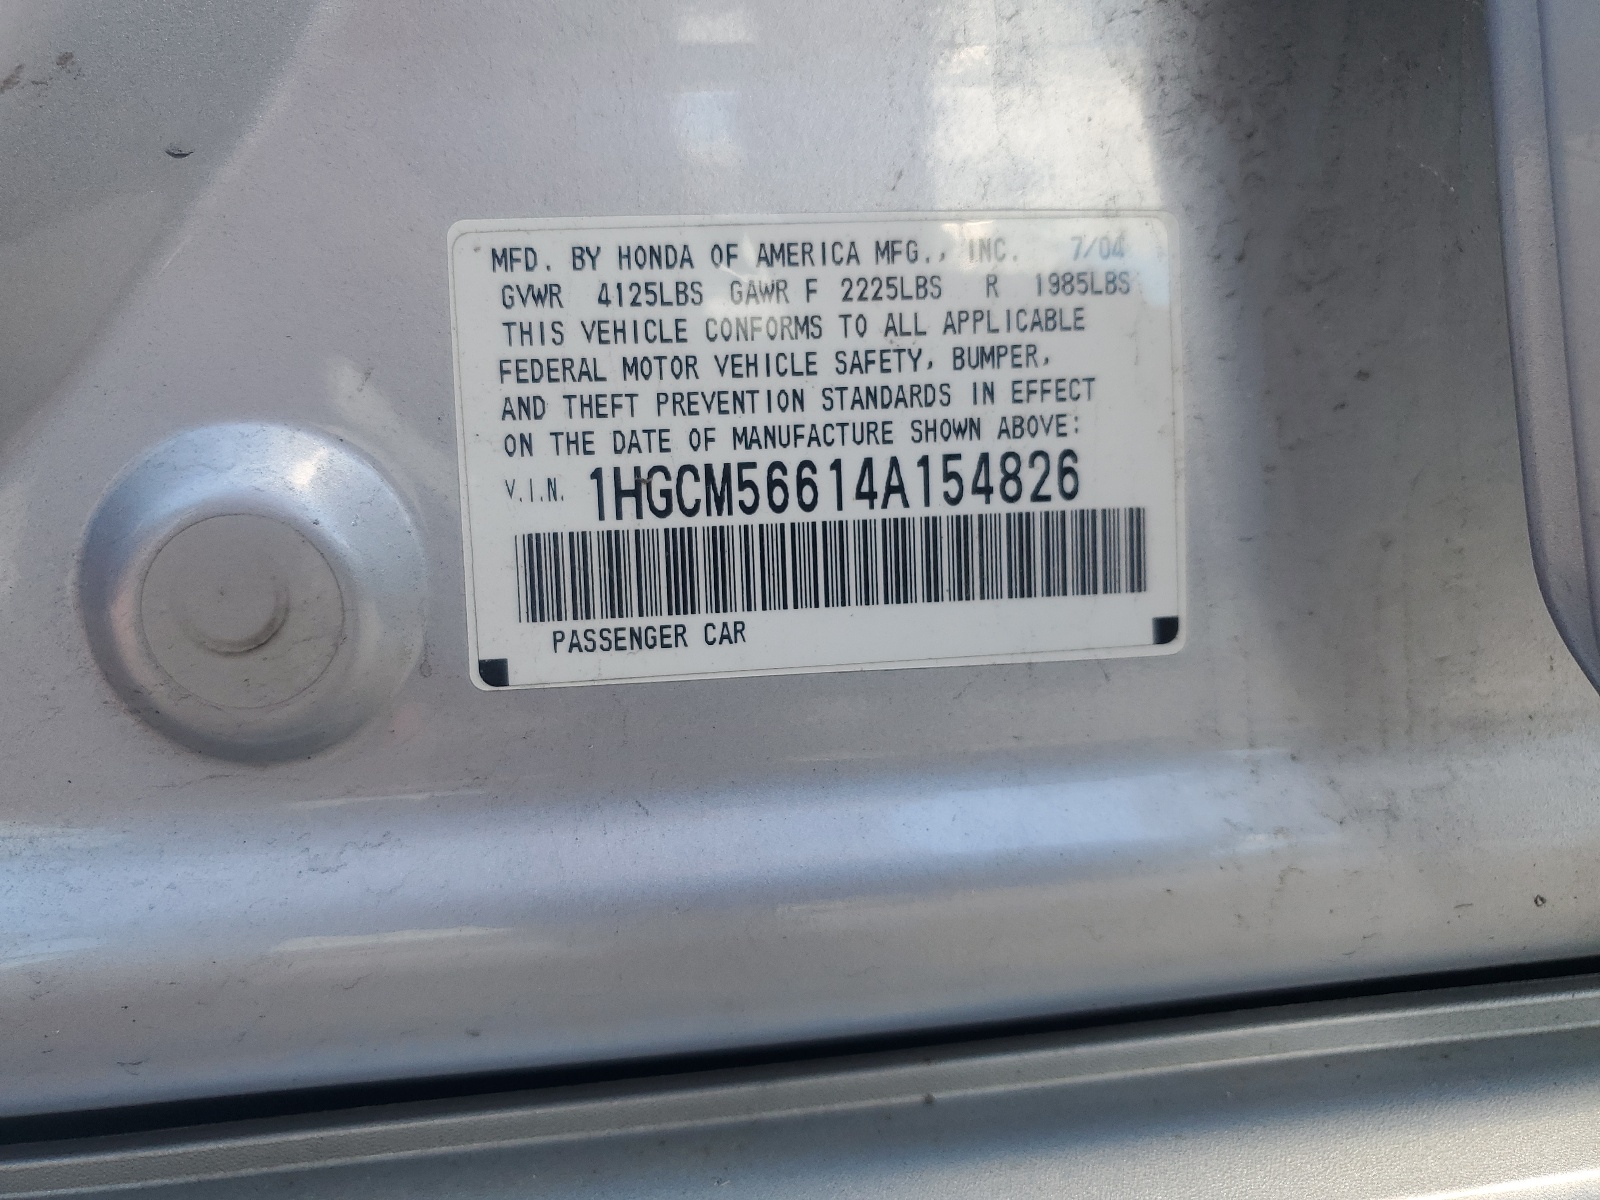 MFD. BY HONDA OF AMERICA MFG., INC. 7/04
GVWR 4125LBS GAWR F 2225LBS R 1985LBS
THIS VEHICLE CONFORMS TO ALL APPLICABLE
FEDERAL MOTOR VEHICLE SAFETY, BUMPER,
AND THEFT PREVENTION STANDARDS IN EFFECT
ON THE DATE OF MANUFACTURE SHOWN ABOVE:
V.I.N. 1HGCM56614A154826
PASSENGER CAR